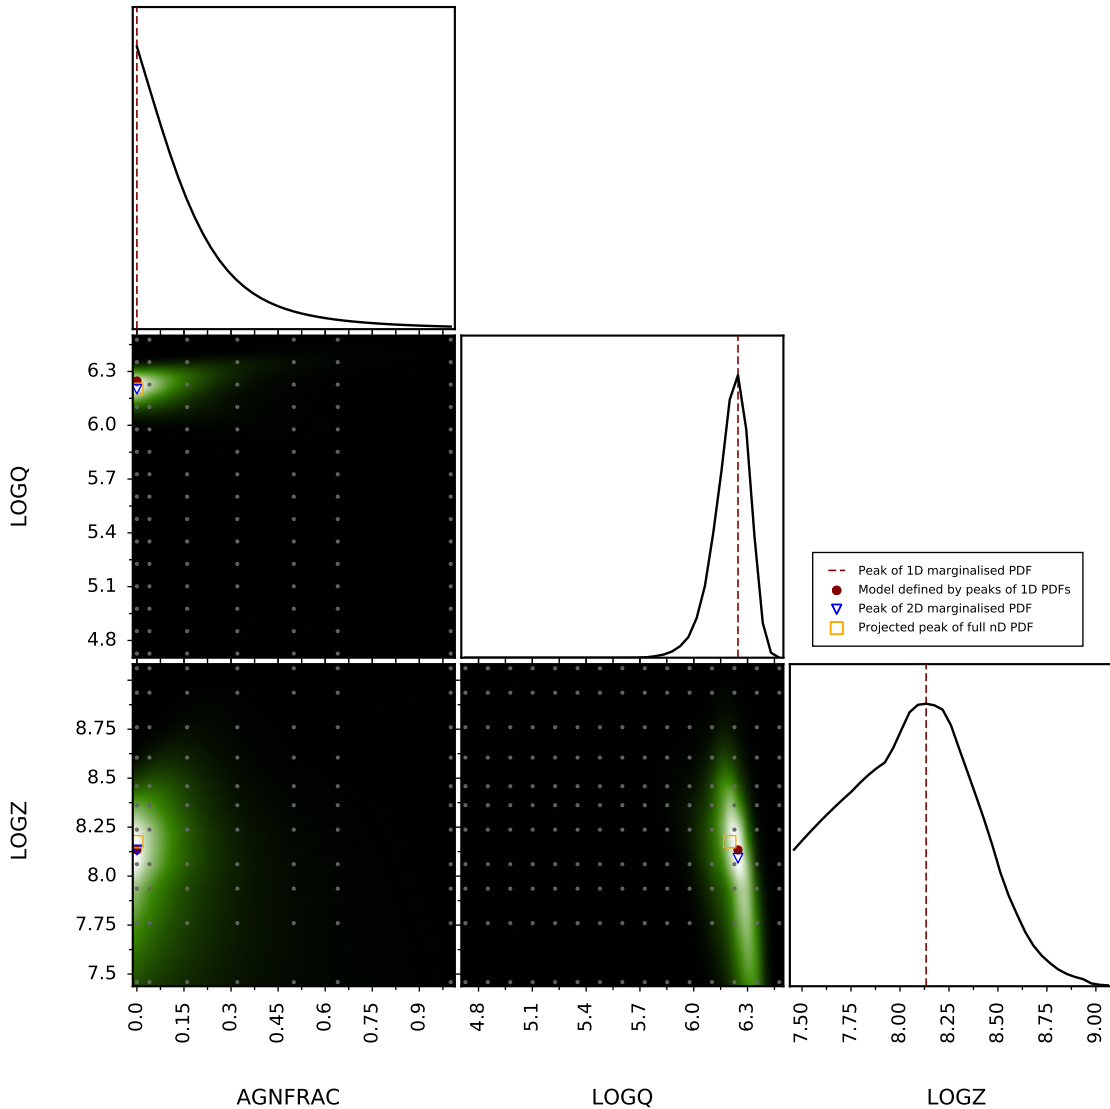 6.3
6.0
5.7
5.4
5.1
4.8
LOGQ
Peak of 1D marginalised PDF
Model defined by peaks of 1D PDFs
Peak of 2D marginalised PDF
Projected peak of full nD PDF
8.75
8.5
8.25
8.0
7.75
7.5
LOGZ
0.0 0.15 0.3 0.45 0.6 0.75 0.9
4.8 5.1 5.4 5.7 6.0 6.3
7.50 7.75 8.00 8.25 8.50 8.75 9.00
AGNFRAC
LOGQ
LOGZ